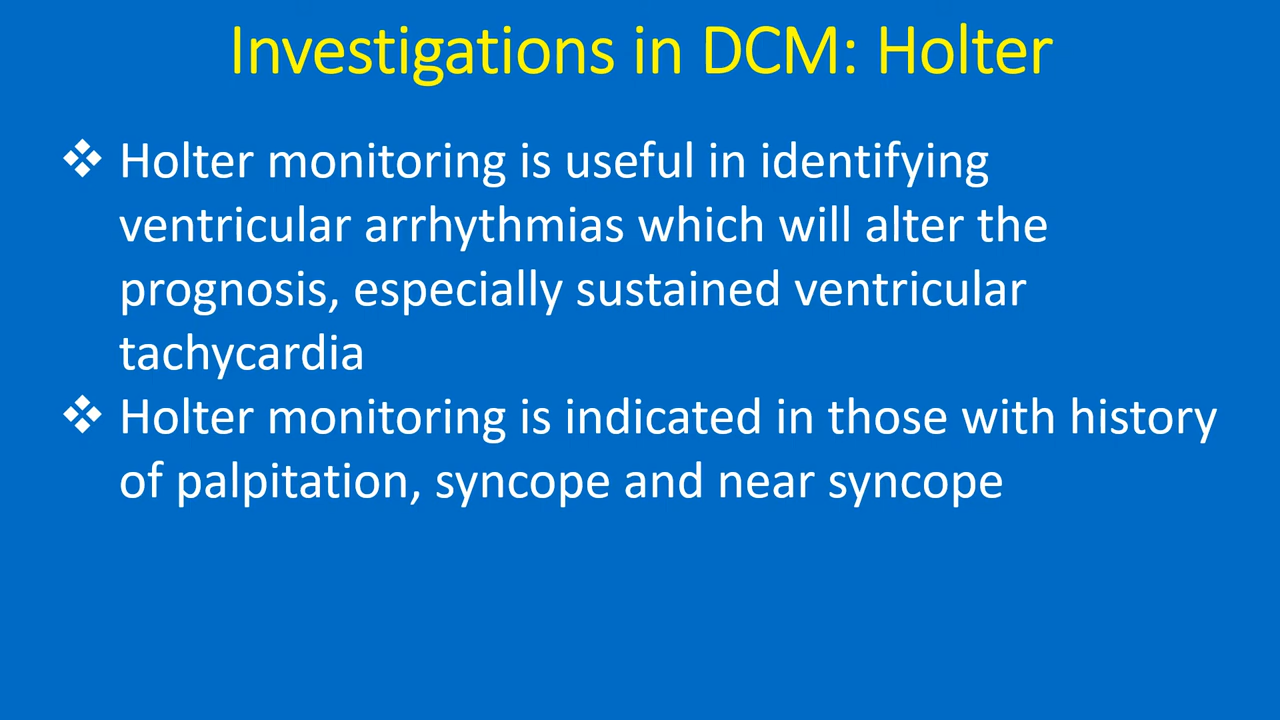 Investigations in DCM: Holter
❖ Holter monitoring is useful in identifying
ventricular arrhythmias which will alter the
prognosis, especially sustained ventricular
tachycardia
❖ Holter monitoring is indicated in those with history
of palpitation, syncope and near syncope